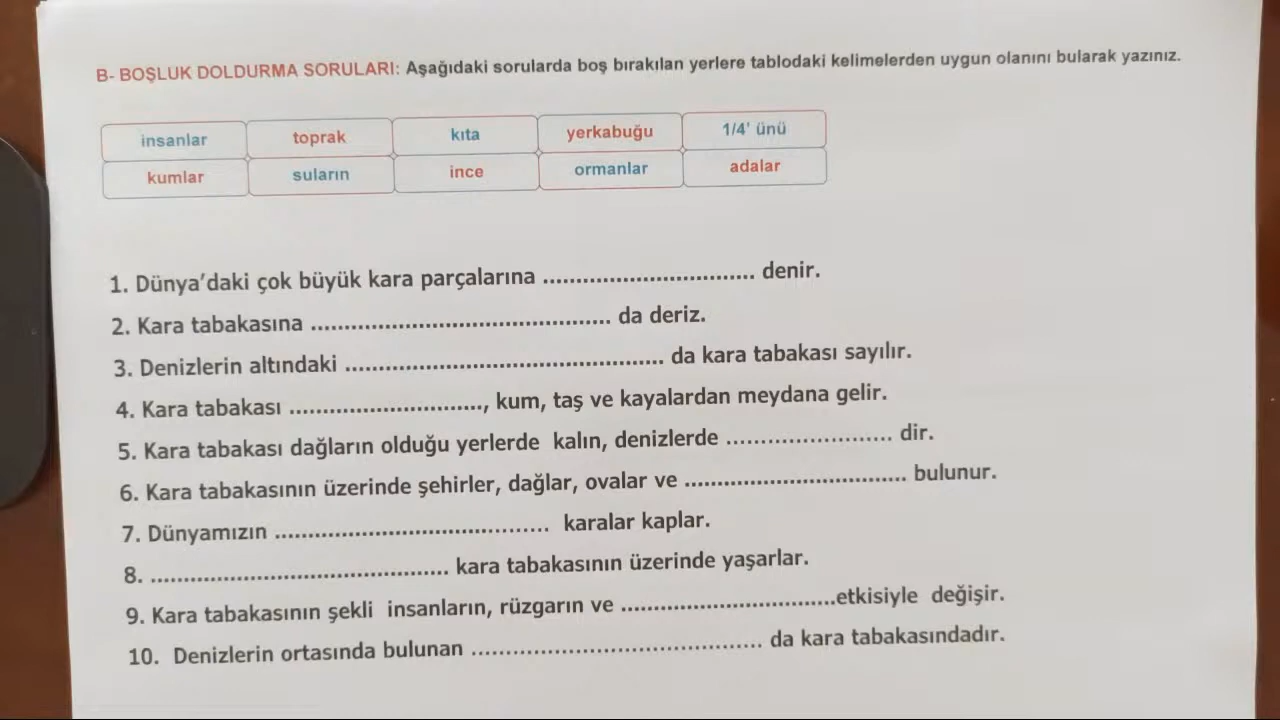 B- BOŞLUK DOLDURMA SORULARI: Aşağıdaki sorularda boş bırakılan yerlere tablodaki kelimelerden uygun olanını bularak yazınız.
insanlar toprak kıta yerkabuğu 1/4' ünü
kumlar suların ince ormanlar adalar
1. Dünya'daki çok büyük kara parçalarına ............................... denir.
2. Kara tabakasına ............................................ da deriz.
3. Denizlerin altındaki ............................................... da kara tabakası sayılır.
4. Kara tabakası ............................, kum, taş ve kayalardan meydana gelir.
5. Kara tabakası dağların olduğu yerlerde kalın, denizlerde ........................ dir.
6. Kara tabakasının üzerinde şehirler, dağlar, ovalar ve ................................. bulunur.
7. Dünyamızın ........................................ karalar kaplar.
8. ............................................ kara tabakasının üzerinde yaşarlar.
9. Kara tabakasının şekli insanların, rüzgarın ve ...............................etkisiyle değişir.
10. Denizlerin ortasında bulunan ........................................... da kara tabakasındadır.